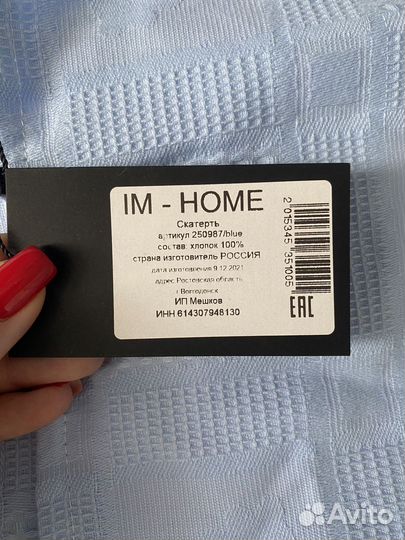 IM - HOME
Скатерть
артикул 250987/blue
состав: хлопок 100%
страна изготовитель РОССИЯ
дата изготовления 9.12.2021
адрес Ростовская область,
г Волгодонск
ИП Мешков
ИНН 614307948130
2 015345 351005
EAC
Avito